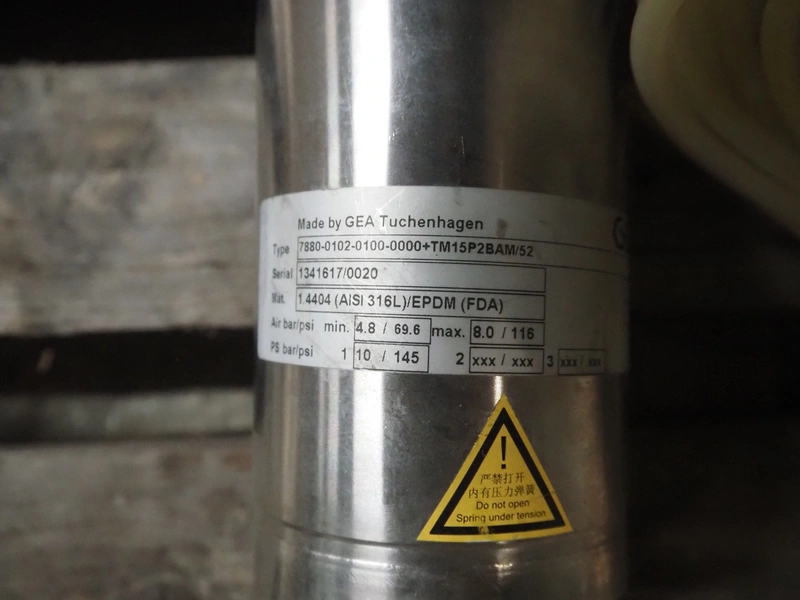 Made by GEA Tuchenhagen
Type 7880-0102-0100-0000+TM15P2BAM/52
Serial 1341617/0020
Mat. 1.4404 (AISI 316L)/EPDM (FDA)
Air bar/psi min. 4.8 / 69.6 max. 8.0 / 116
PS bar/psi 1 10 / 145 2 xxx / xxx 3 xxx / xxx
!
严禁打开
内有压力弹簧
Do not open
Spring under tension